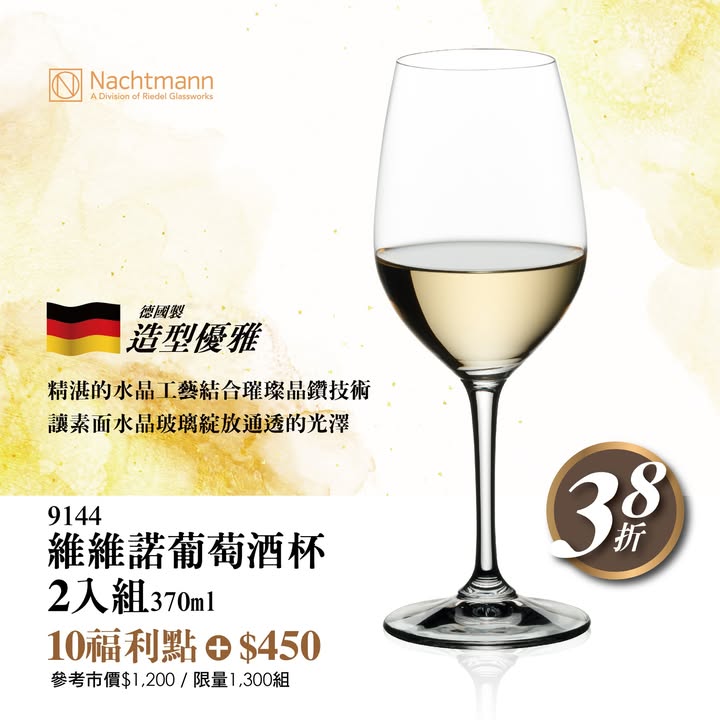 Nachtmann
A Division of Riedel Glassworks
德國製
造型優雅
精湛的水晶工藝結合璀璨晶鑽技術
讓素面水晶玻璃綻放通透的光澤
38折
9144
維維諾葡萄酒杯
2入組370ml
10福利點+$450
參考市價$1,200 / 限量1,300組